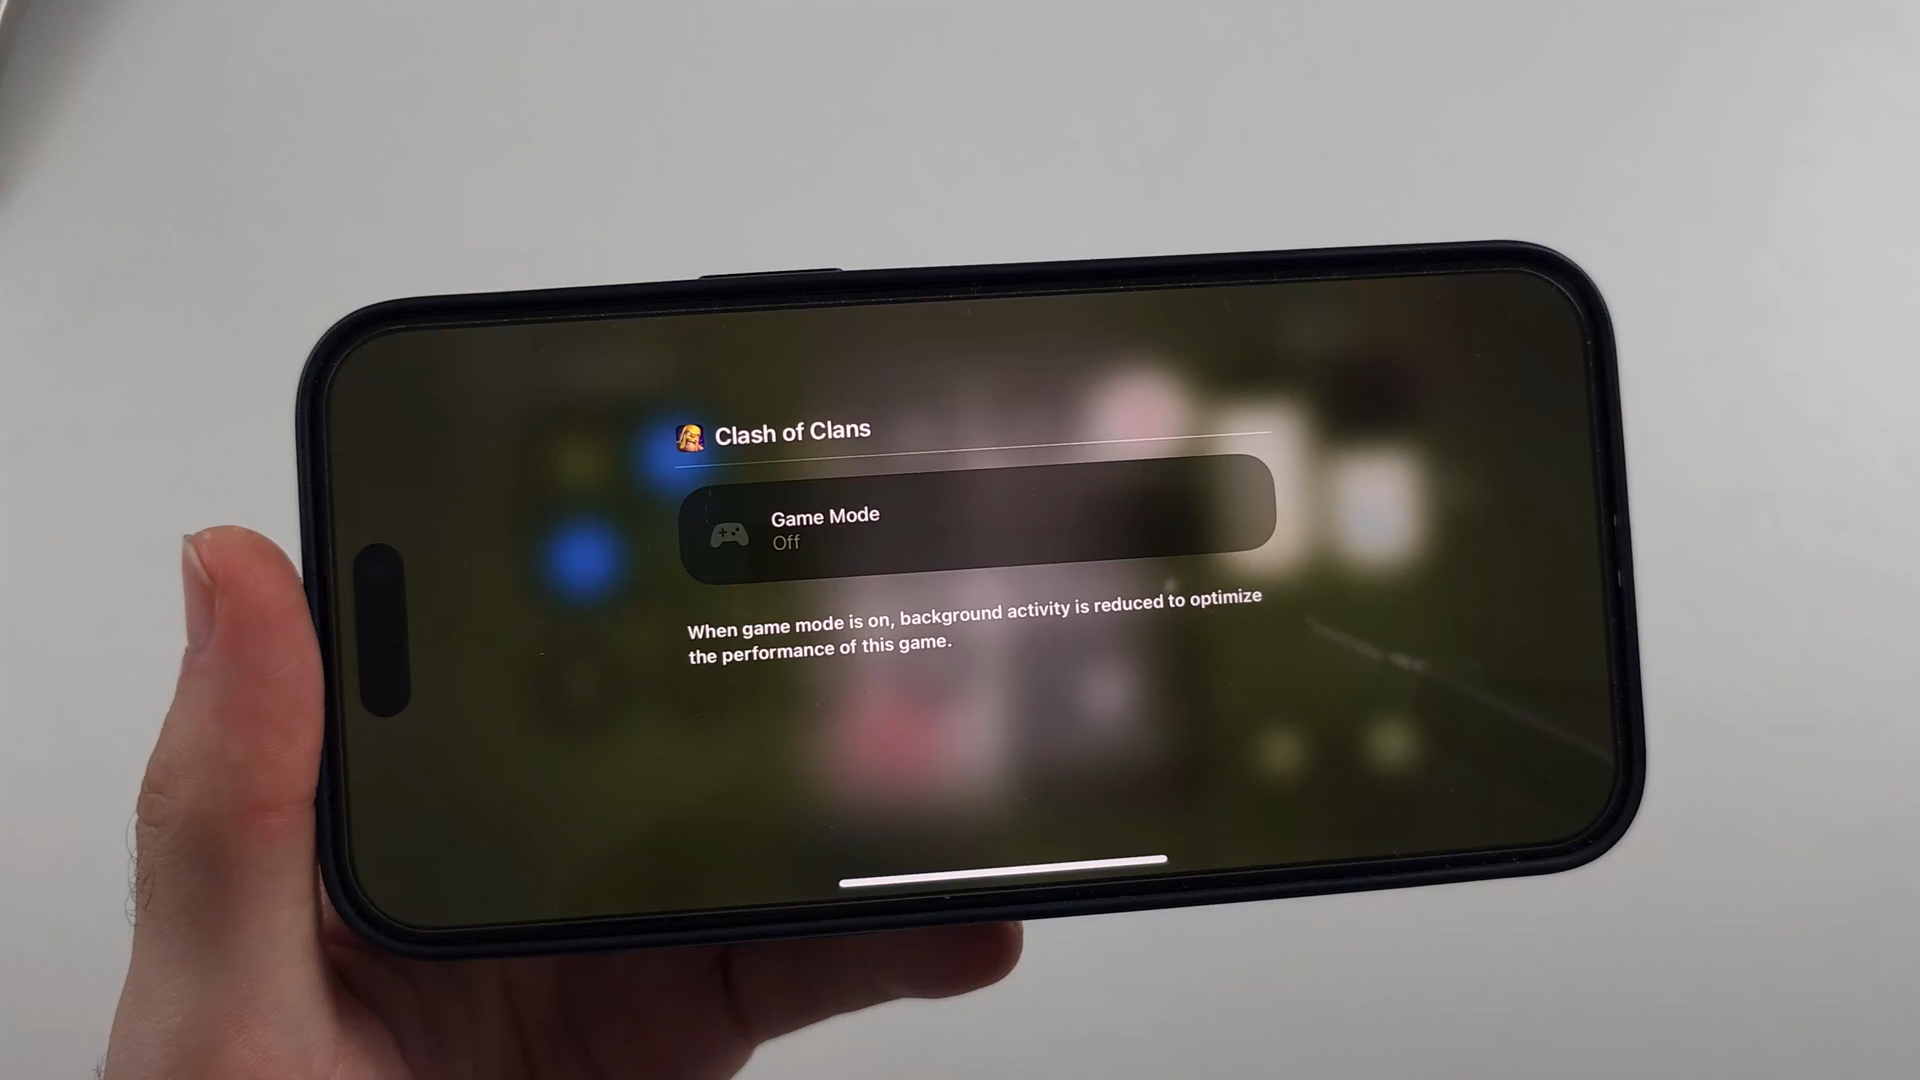 Clash of Clans
Game Mode
Off
When game mode is on, background activity is reduced to optimize
the performance of this game.